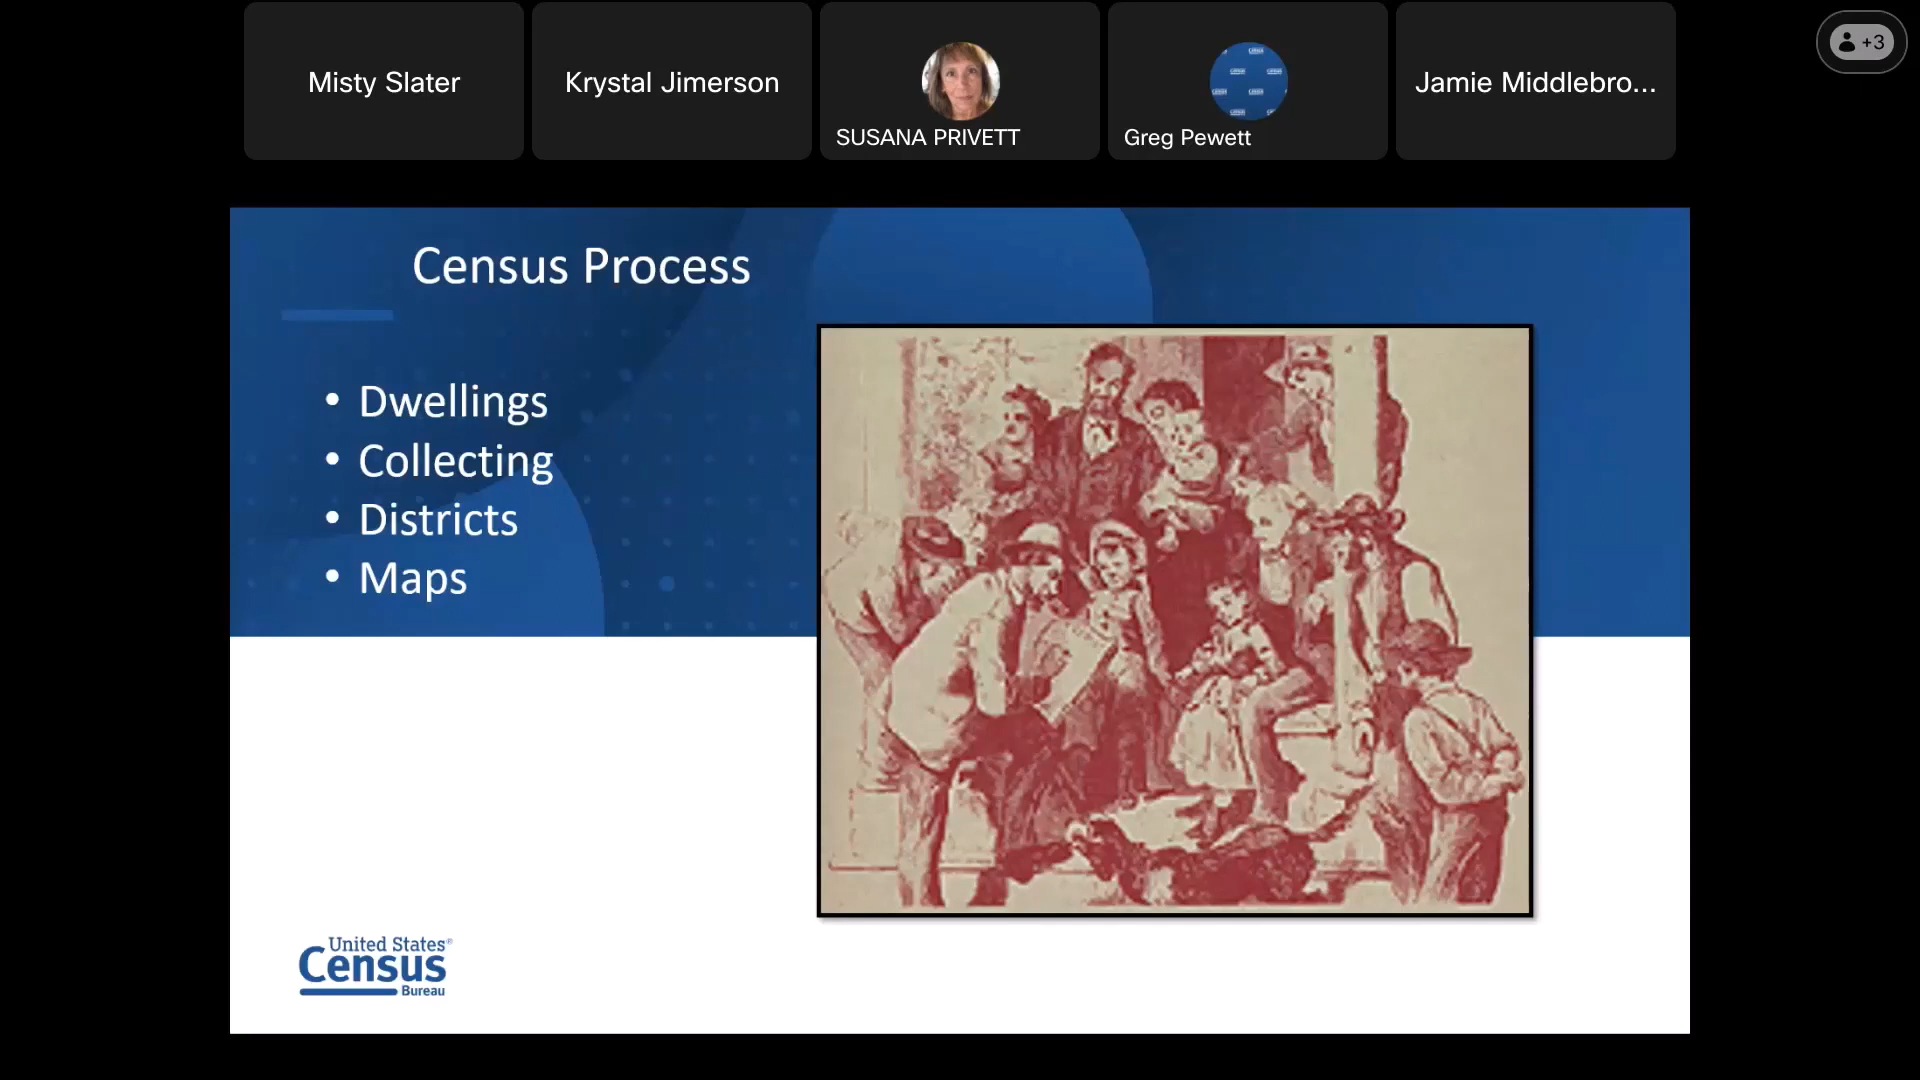 Misty Slater
Krystal Jimerson
SUSANA PRIVETT
Greg Pewett
Jamie Middlebro...
+3
Census Process
• Dwellings
• Collecting
• Districts
• Maps
United States®
Census
Bureau